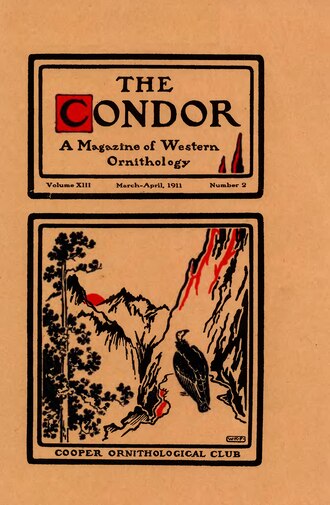 THE
CONDOR
A Magazine of Western
Ornithology
Volume XIII March-April, 1911 Number 2
COOPER ORNITHOLOGICAL CLUB